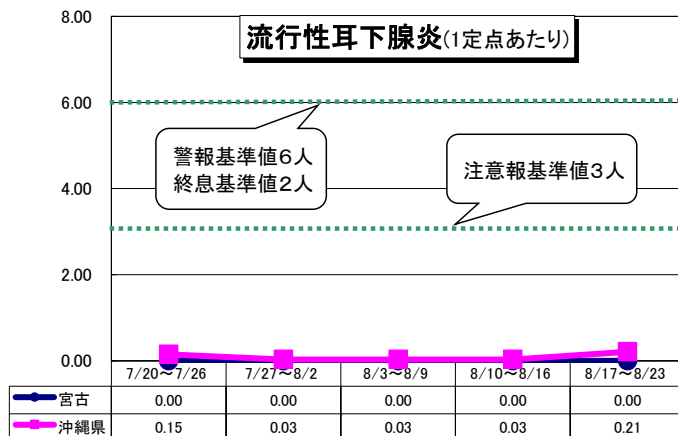 流行性耳下腺炎(1定点あたり)
8.00
6.00
4.00
2.00
0.00
警報基準値6人
終息基準値2人
注意報基準値3人
7/20～7/26 7/27～8/2 8/3～8/9 8/10～8/16 8/17～8/23
宮古 0.00 0.00 0.00 0.00 0.00
沖縄県 0.15 0.03 0.03 0.03 0.21